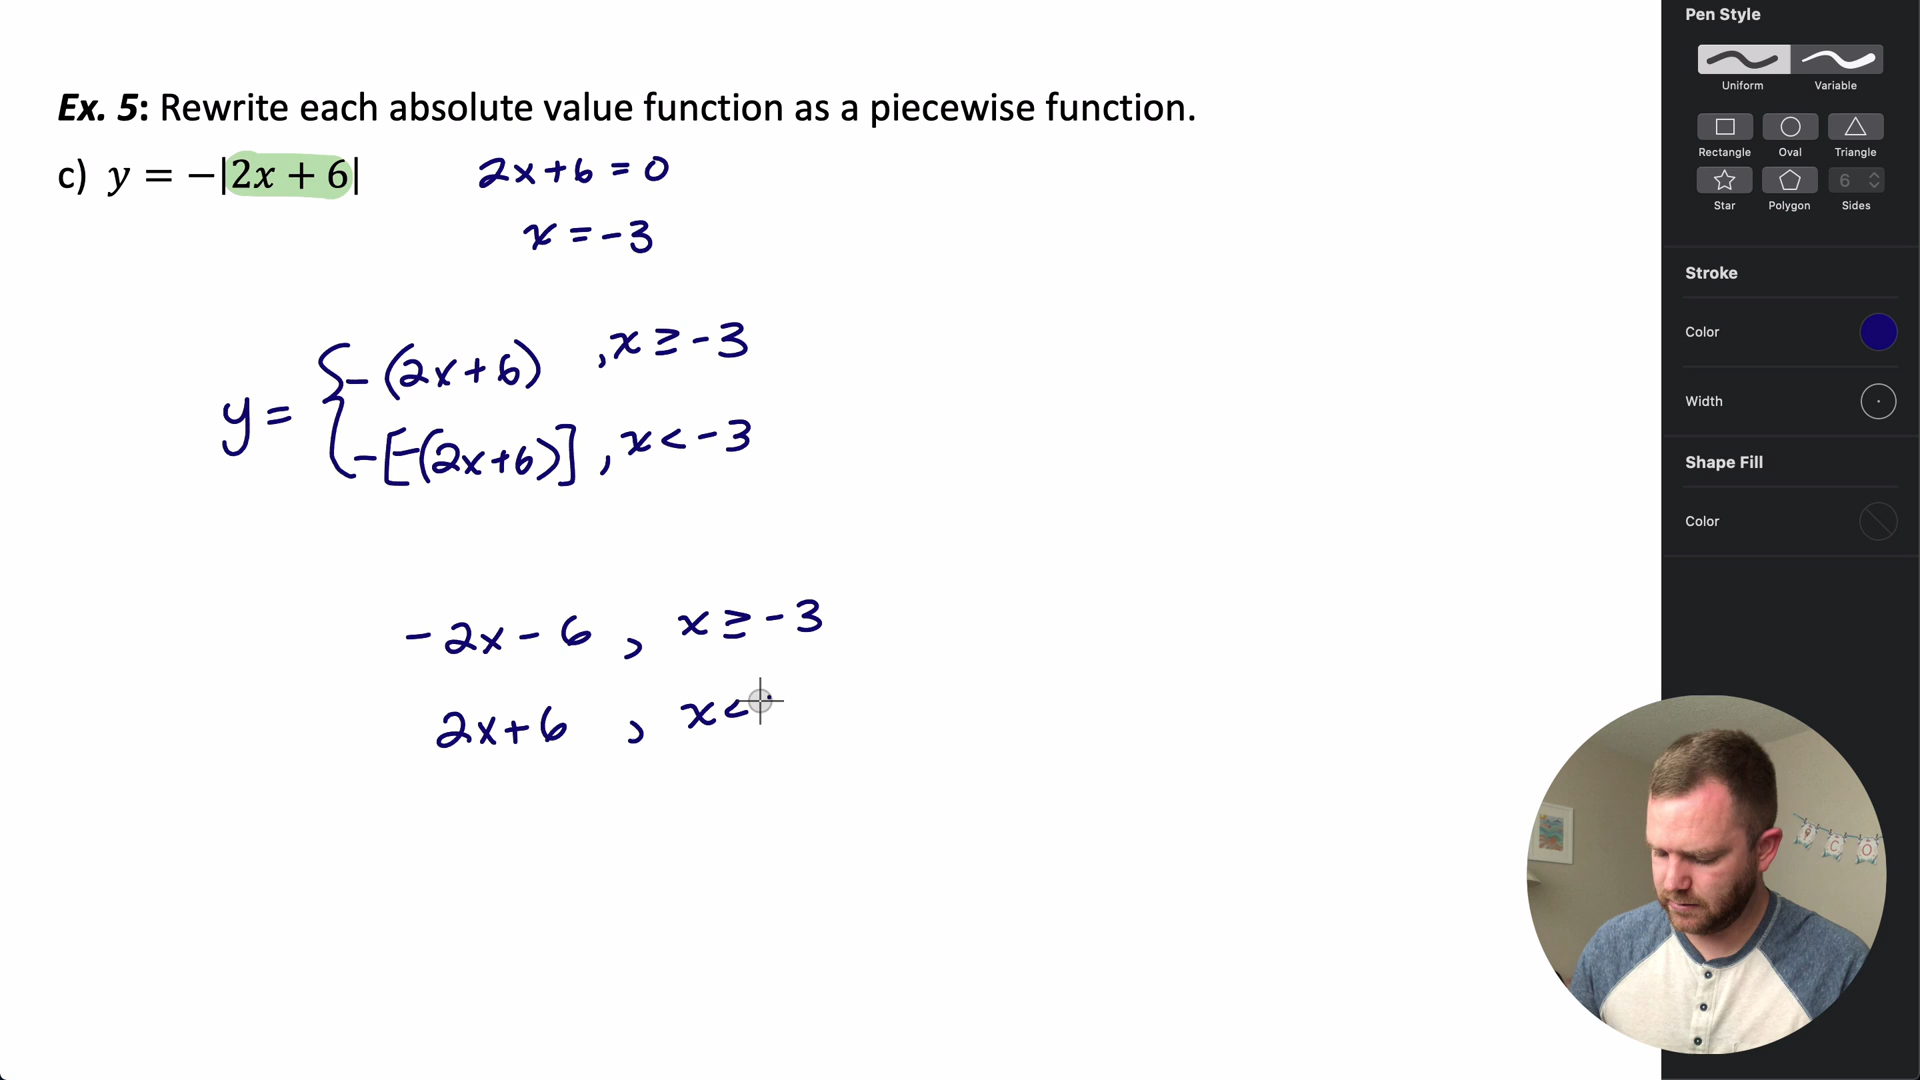 Ex. 5: Rewrite each absolute value function as a piecewise function.
c) y = −|2x + 6|
2x+6 = 0
x = -3
y = { -(2x+6) , x ≥ -3
-[-(2x+6)] , x < -3
-2x - 6 , x ≥ -3
2x+6 , x <
Pen Style
Uniform Variable
Rectangle Oval Triangle
6
Star Polygon Sides
Stroke
Color
Width
Shape Fill
Color
C O